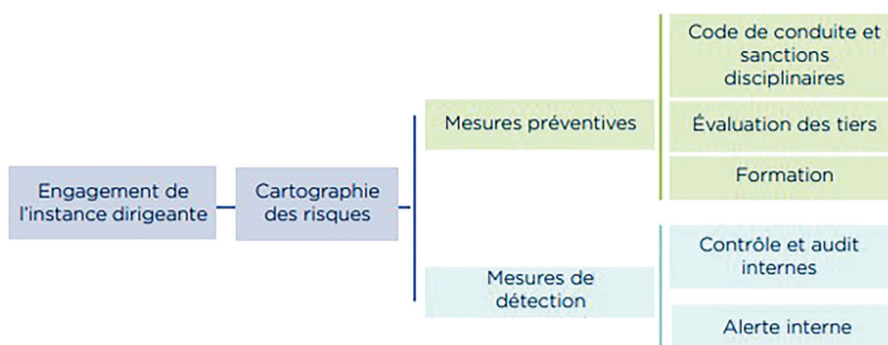 Engagement de
l'instance dirigeante
Cartographie
des risques
Mesures préventives
Code de conduite et
sanctions
disciplinaires
Évaluation des tiers
Formation
Mesures de
détection
Contrôle et audit
internes
Alerte interne